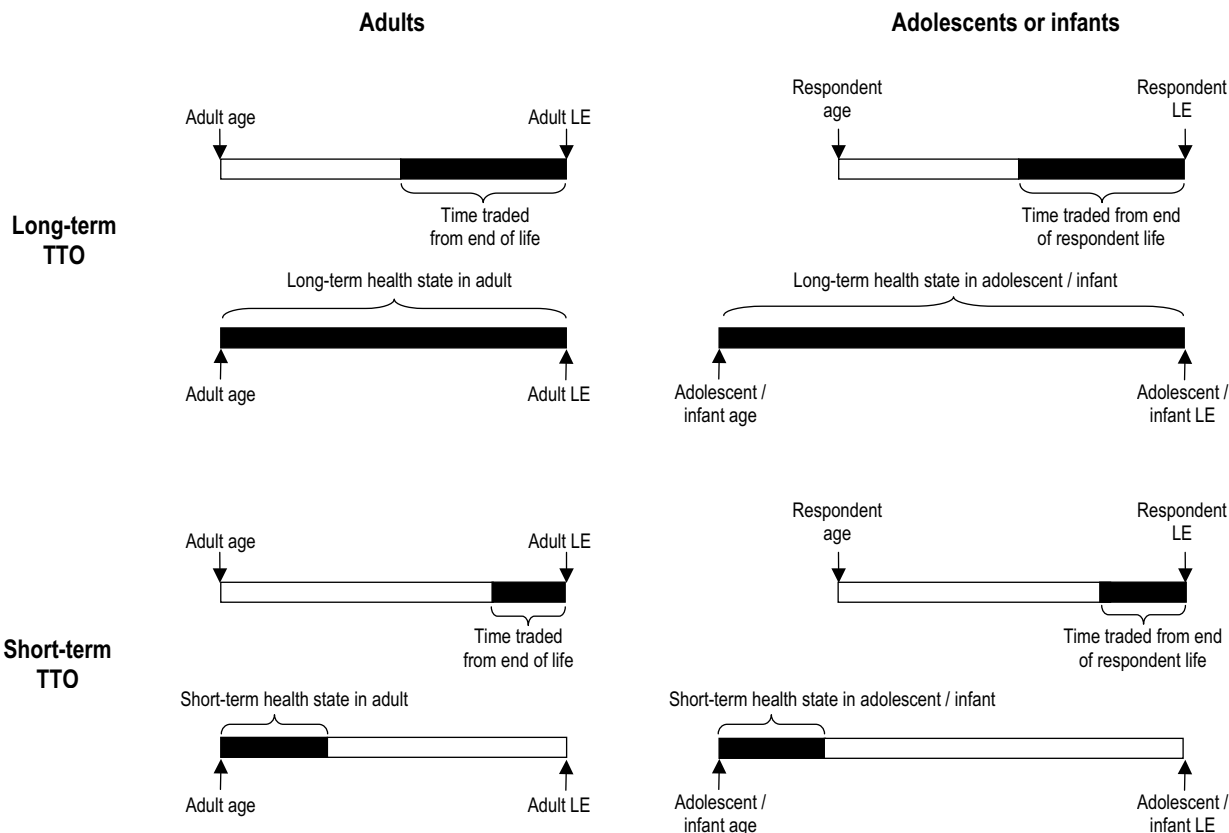 Adults
Adolescents or infants
Adult age
Adult LE
Respondent
age
Respondent
LE
Long-term
TTO
Time traded
from end of life
Time traded from end
of respondent life
Long-term health state in adult
Long-term health state in adolescent / infant
Adult age
Adult LE
Adolescent /
infant age
Adolescent /
infant LE
Adult age
Adult LE
Respondent
age
Respondent
LE
Short-term
TTO
Time traded
from end of life
Time traded from end
of respondent life
Short-term health state in adult
Short-term health state in adolescent / infant
Adult age
Adult LE
Adolescent /
infant age
Adolescent /
infant LE